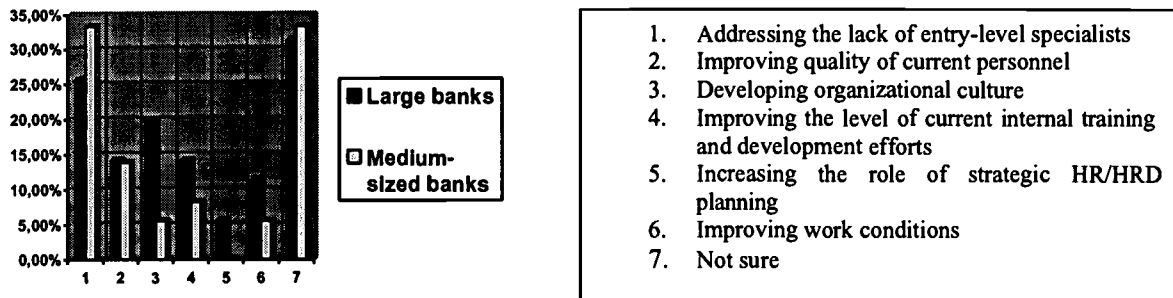 35,00%
30,00%
25,00%
20,00%
15,00%
10,00%
5,00%
0,00%
1 2 3 4 5 6 7
Large banks
Medium-
sized banks
1. Addressing the lack of entry-level specialists
2. Improving quality of current personnel
3. Developing organizational culture
4. Improving the level of current internal training
and development efforts
5. Increasing the role of strategic HR/HRD
planning
6. Improving work conditions
7. Not sure